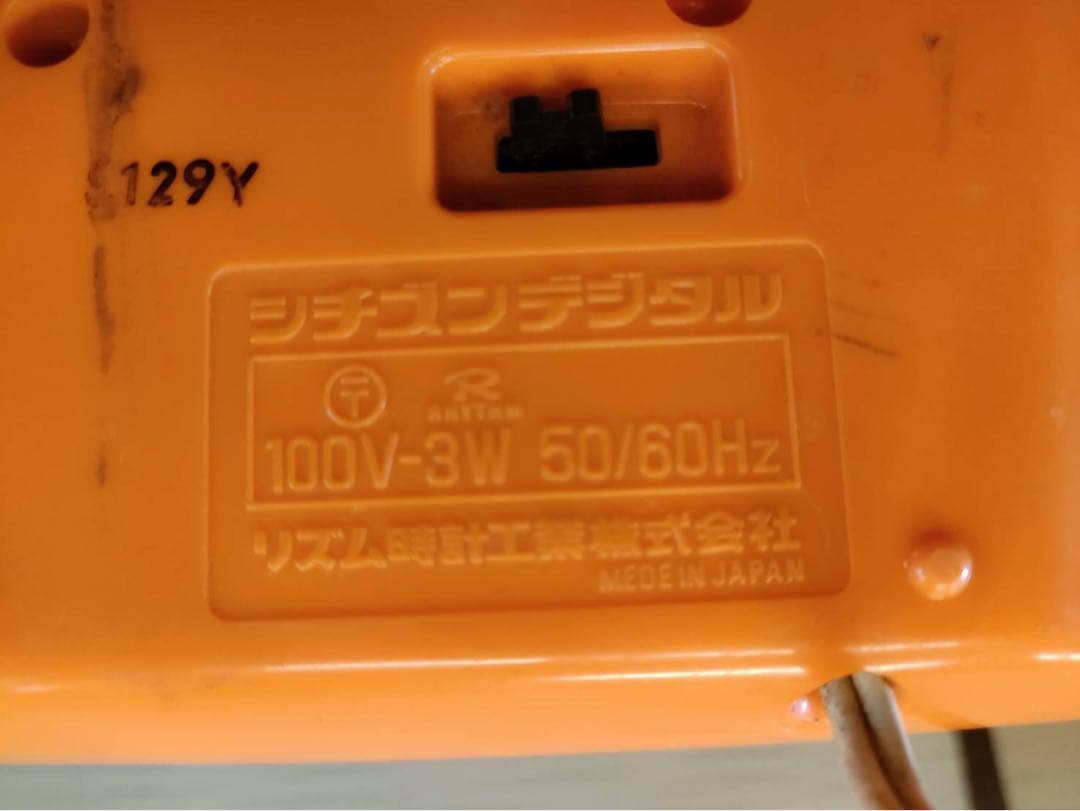 129Y
シチズンデジタル
〒 R
RHYTHM
100V-3W 50/60Hz
リズム時計工業株式会社
MEDE IN JAPAN